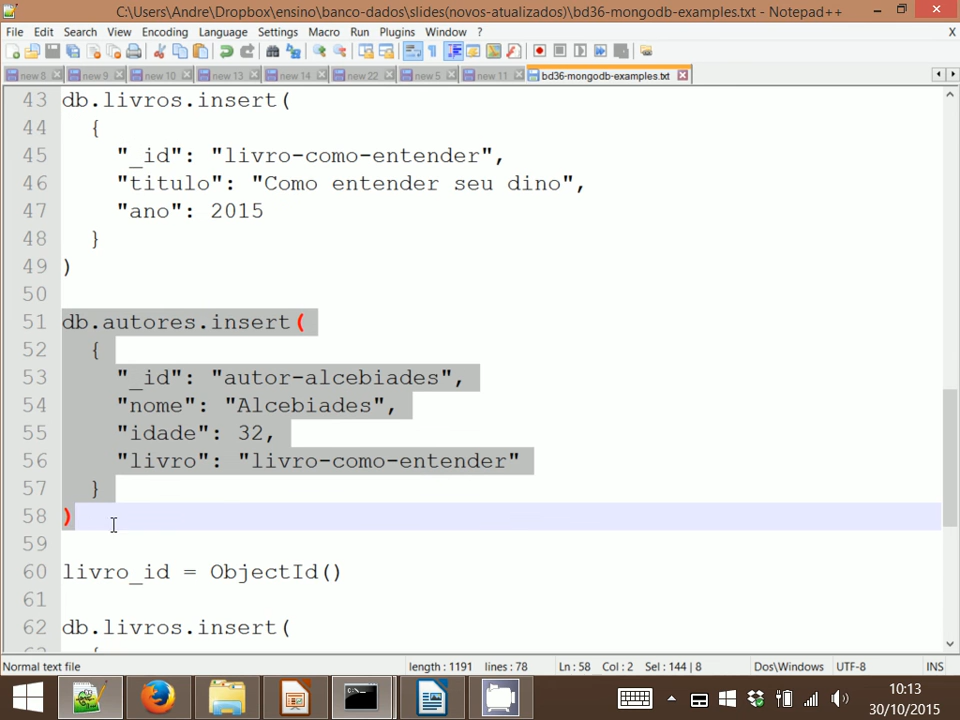 C:\Users\Andre\Dropbox\ensino\banco-dados\slides(novos-atualizados)\bd36-mongodb-examples.txt - Notepad++
File Edit Search View Encoding Language Settings Macro Run Plugins Window ? X
new 8 new 9 new 10 new 13 new 14 new 22 new 5 new 11 bd36-mongodb-examples.txt
43 db.livros.insert(
44 {
45 "_id": "livro-como-entender",
46 "titulo": "Como entender seu dino",
47 "ano": 2015
48 }
49 )
50
51 db.autores.insert(
52 {
53 "_id": "autor-alcebiades",
54 "nome": "Alcebiades",
55 "idade": 32,
56 "livro": "livro-como-entender"
57 }
58 )
59
60 livro_id = ObjectId()
61
62 db.livros.insert(
Normal text file length : 1191 lines : 78 Ln : 58 Col : 2 Sel : 144 | 8 Dos\Windows UTF-8 INS
10:13
30/10/2015